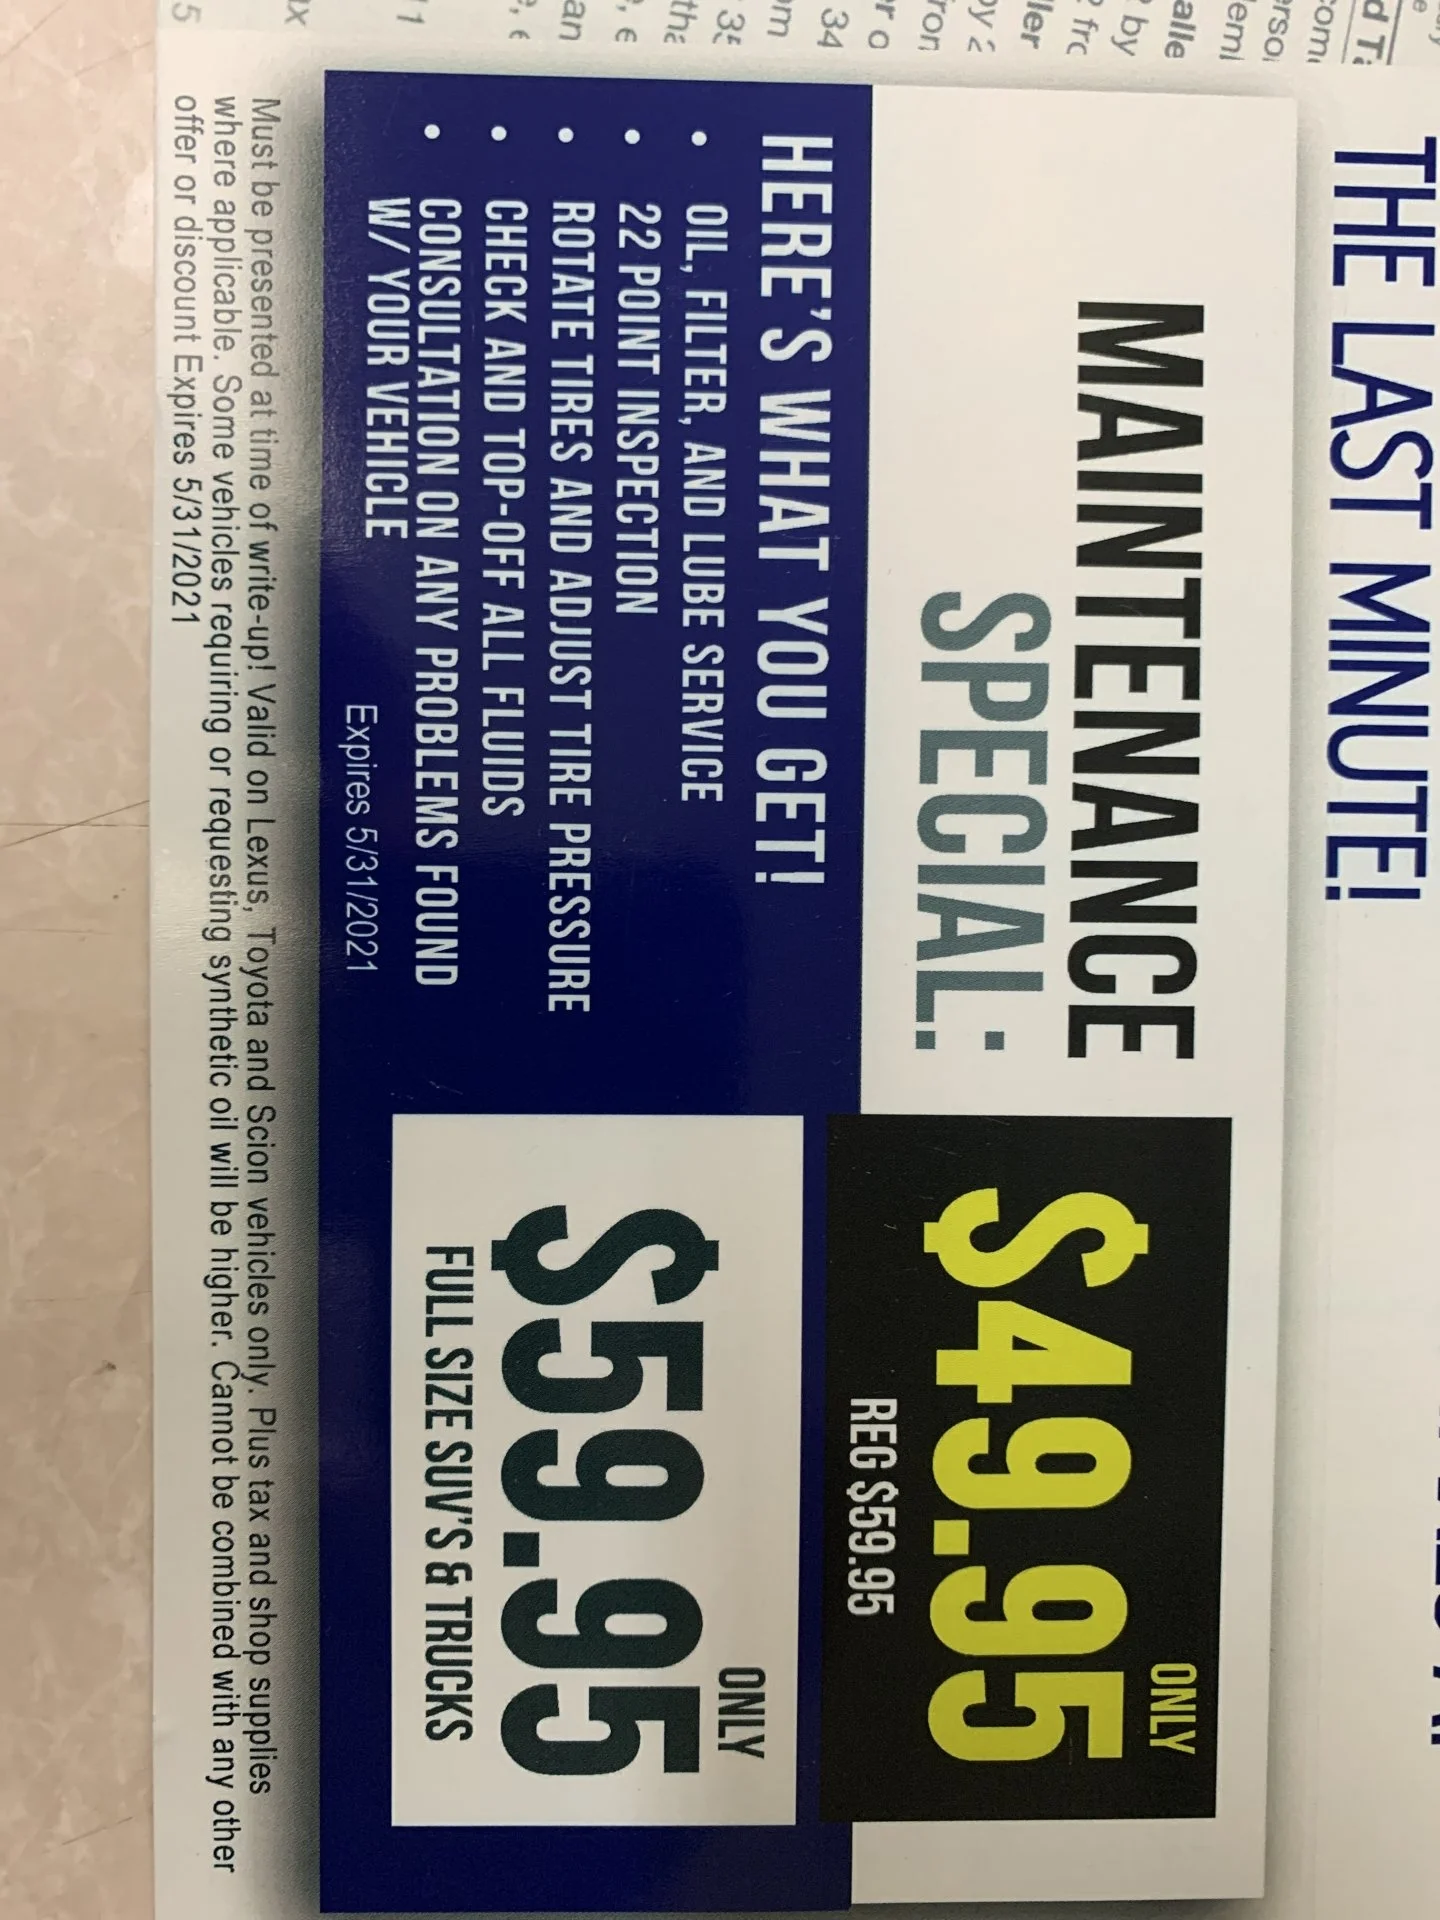 THE LAST MINUTE!
MAINTENANCE
SPECIAL:
ONLY
$49.95
REG $59.95
HERE'S WHAT YOU GET!
• OIL, FILTER, AND LUBE SERVICE
• 22 POINT INSPECTION
• ROTATE TIRES AND ADJUST TIRE PRESSURE
• CHECK AND TOP-OFF ALL FLUIDS
• CONSULTATION ON ANY PROBLEMS FOUND
W/ YOUR VEHICLE
Expires 5/31/2021
ONLY
$59.95
FULL SIZE SUV'S & TRUCKS
Must be presented at time of write-up! Valid on Lexus, Toyota and Scion vehicles only. Plus tax and shop supplies
where applicable. Some vehicles requiring or requesting synthetic oil will be higher. Cannot be combined with any other
offer or discount Expires 5/31/2021